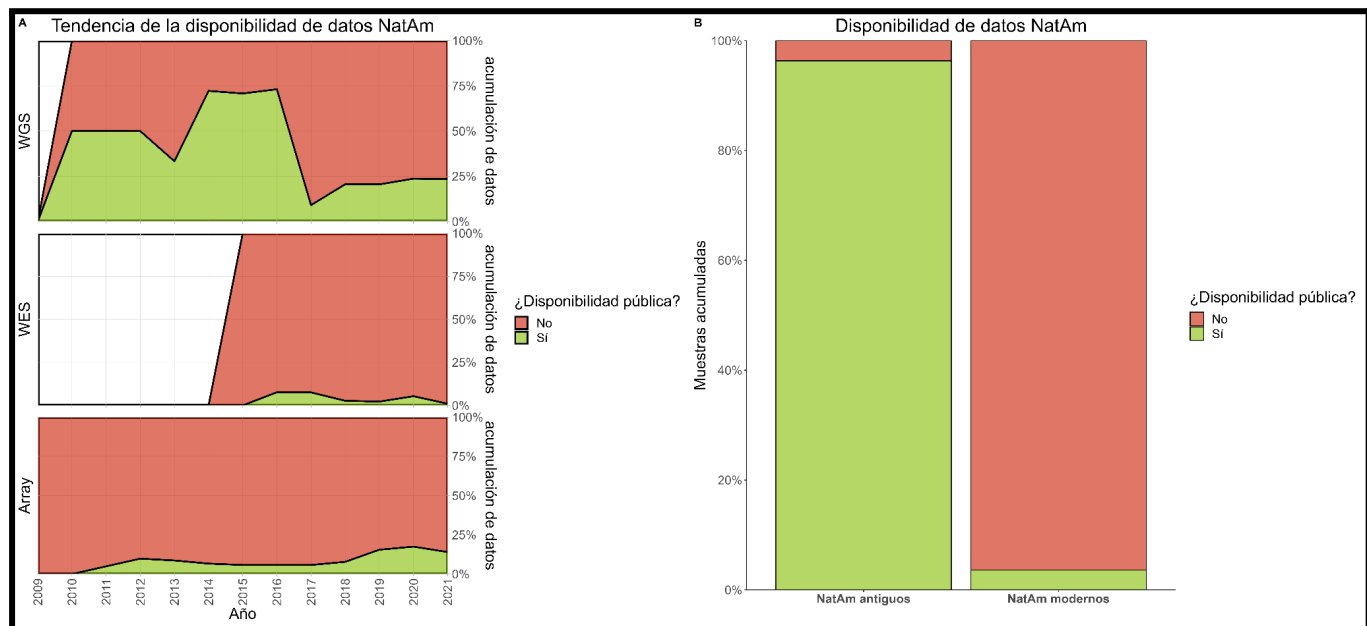 A
Tendencia de la disponibilidad de datos NatAm
WGS
100%
75%
50%
25%
0%
acumulación de datos
WES
100%
75%
50%
25%
0%
acumulación de datos
Array
100%
75%
50%
25%
0%
acumulación de datos
2009
2010
2011
2012
2013
2014
2015
2016
2017
2018
2019
2020
2021
Año
¿Disponibilidad pública?
No
Sí
B
Disponibilidad de datos NatAm
Muestras acumuladas
100%
80%
60%
40%
20%
0%
NatAm antiguos
NatAm modernos
¿Disponibilidad pública?
No
Sí